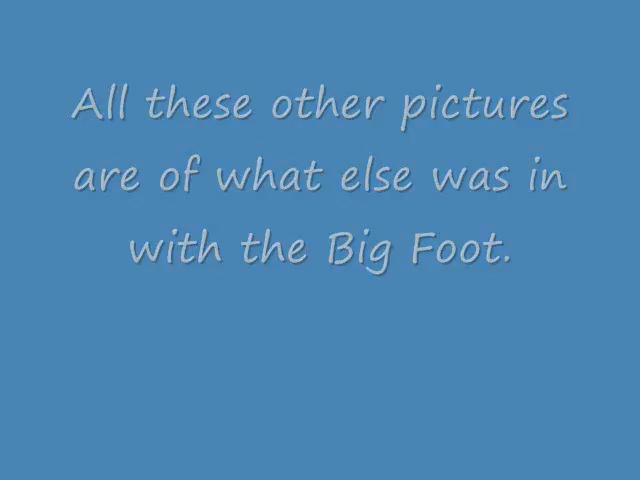 All these other pictures
are of what else was in
with the Big Foot.